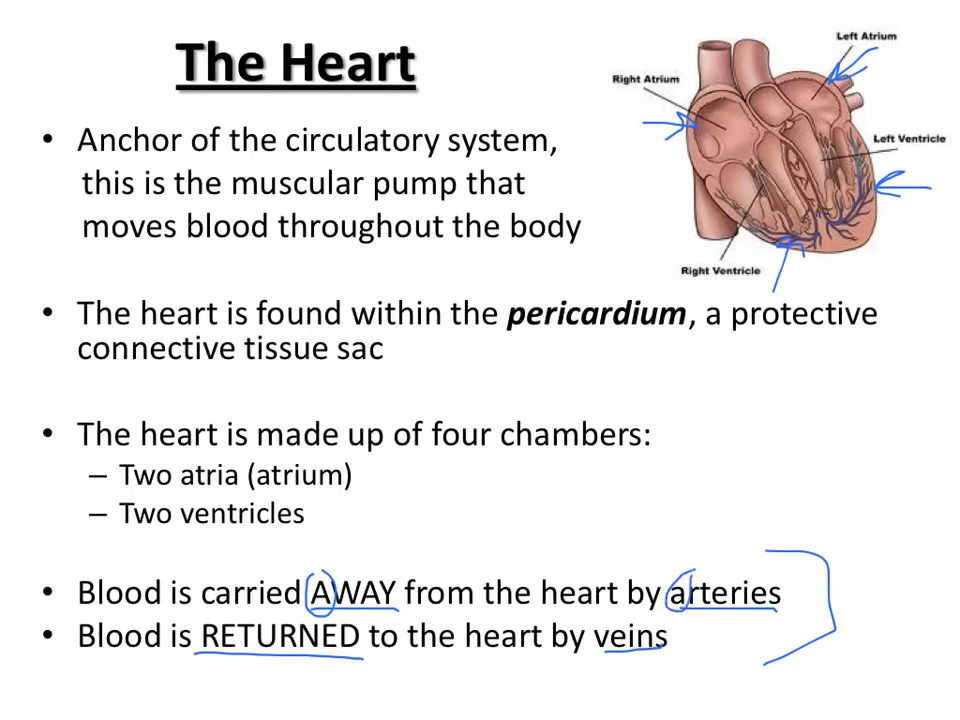 The Heart
Left Atrium
Right Atrium
Left Ventricle
Right Ventricle
• Anchor of the circulatory system,
this is the muscular pump that
moves blood throughout the body
• The heart is found within the pericardium, a protective
connective tissue sac
• The heart is made up of four chambers:
– Two atria (atrium)
– Two ventricles
• Blood is carried AWAY from the heart by arteries
• Blood is RETURNED to the heart by veins